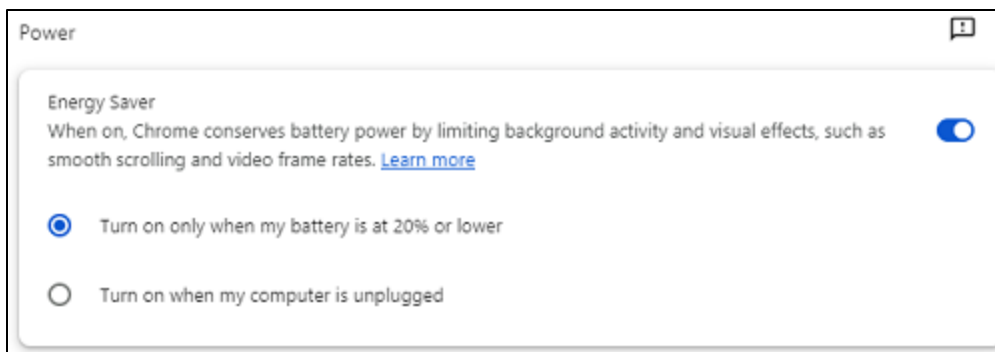 Power
Energy Saver
When on, Chrome conserves battery power by limiting background activity and visual effects, such as
smooth scrolling and video frame rates. Learn more
Turn on only when my battery is at 20% or lower
Turn on when my computer is unplugged